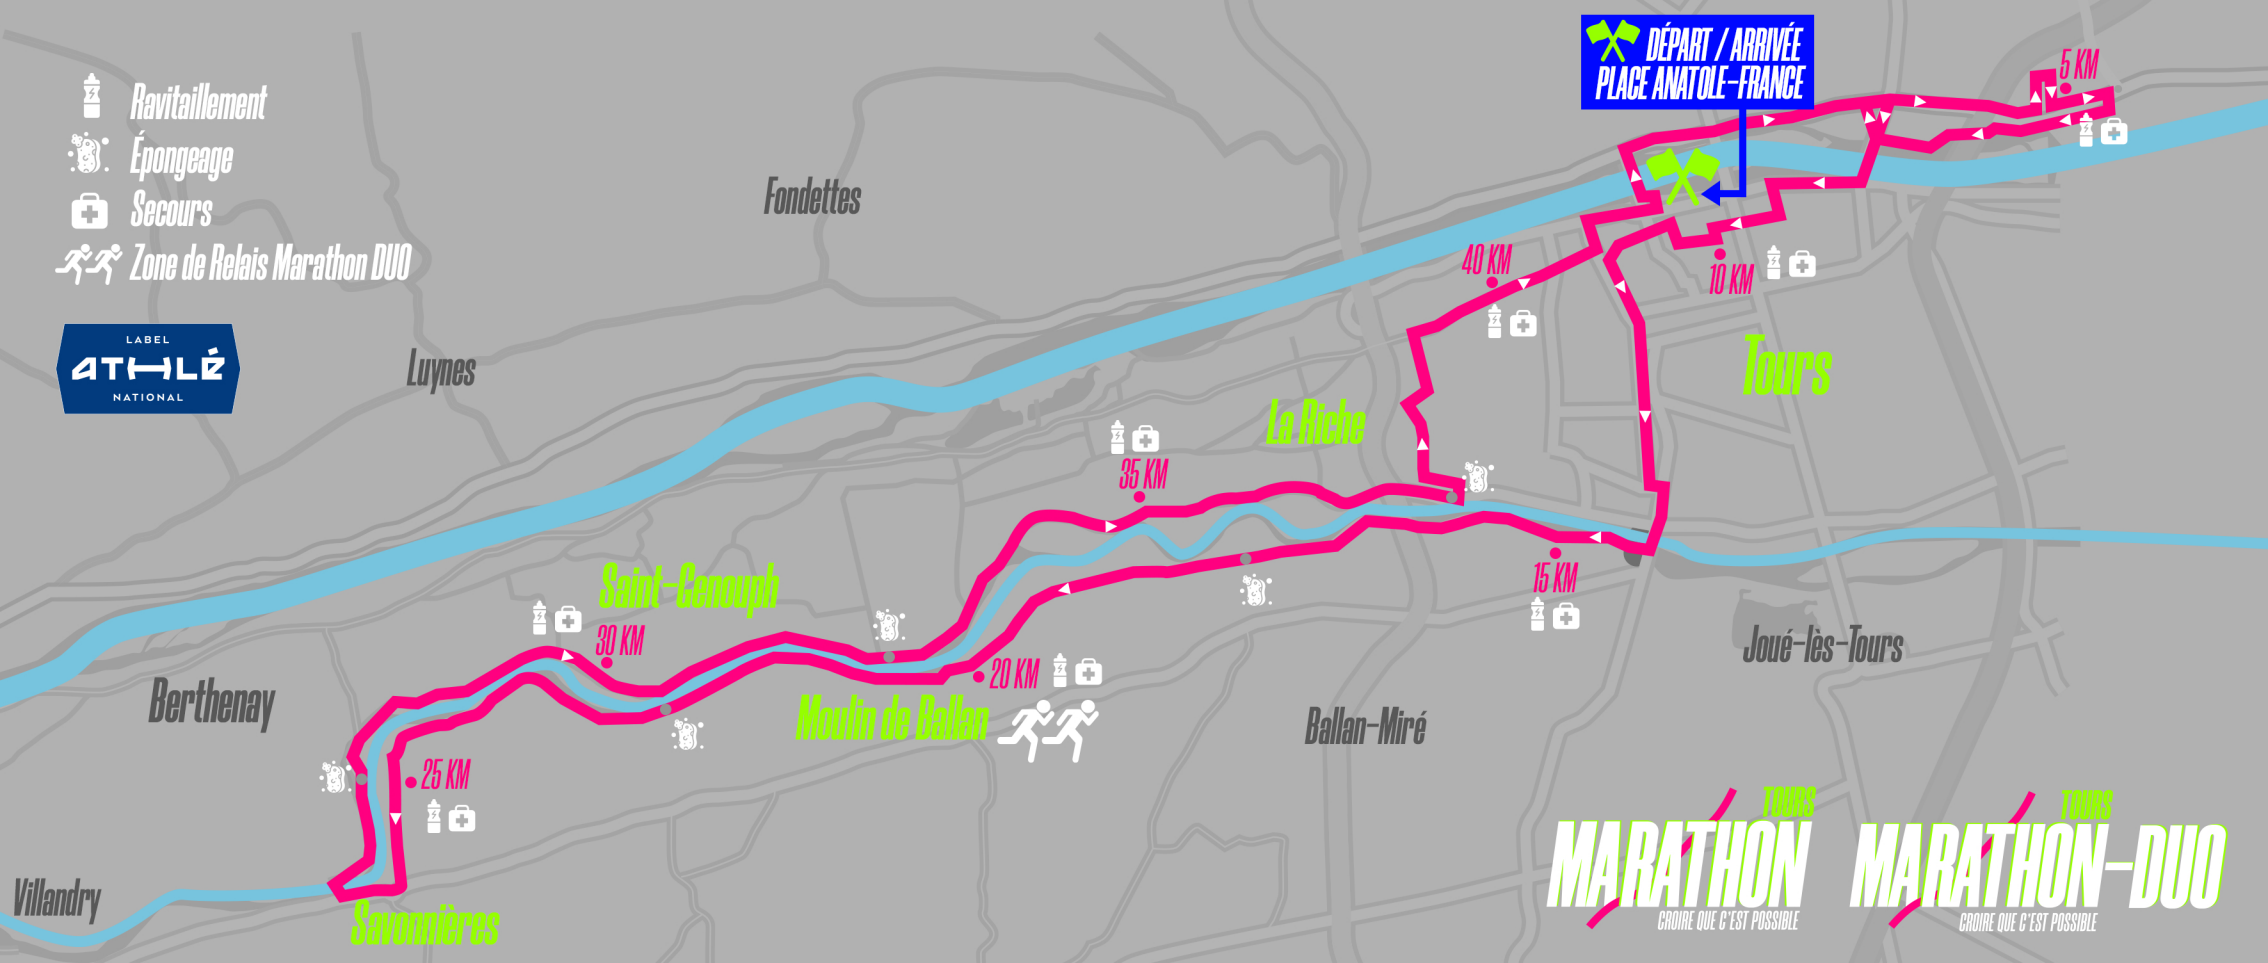 DÉPART / ARRIVÉE
PLACE ANATOLE-FRANCE
5 KM
Ravitaillement
Épongeage
Secours
Zone de Relais Marathon DUO
Fondettes
40 KM
10 KM
LABEL
ATHLÉ
NATIONAL
Luynes
Tours
La Riche
35 KM
15 KM
Saint-Genouph
30 KM
20 KM
Joué-lès-Tours
Berthenay
Moulin de Ballan
Ballan-Miré
25 KM
Villandry
Savonnières
TOURS
MARATHON
CROIRE QUE C'EST POSSIBLE
TOURS
MARATHON-DUO
CROIRE QUE C'EST POSSIBLE